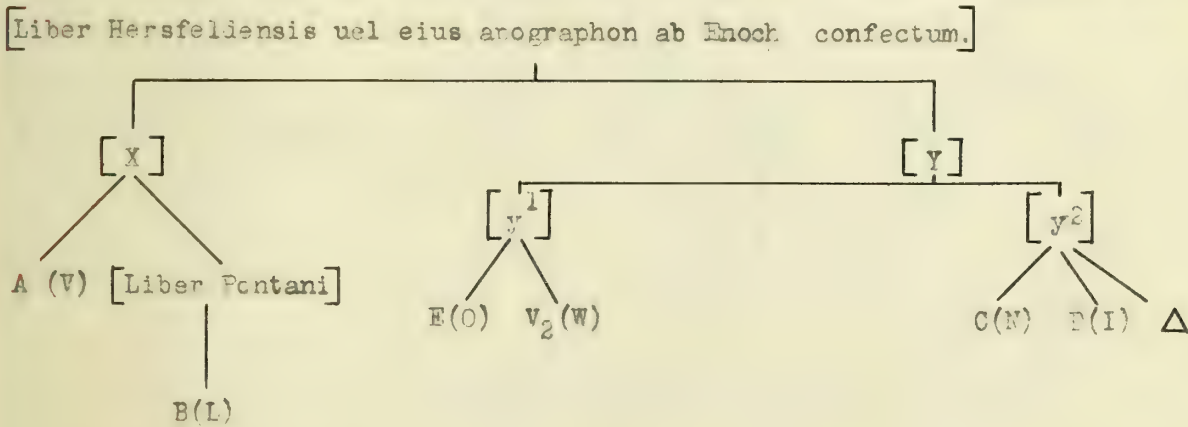 [Liber Hersfeldensis uel eius apographon ab Enoch confectum.]
[X] [Y]
[y¹] [y²]
A (V) [Liber Pontani]
E(O) V₂(W) C(N) D(I) Δ
B(L)